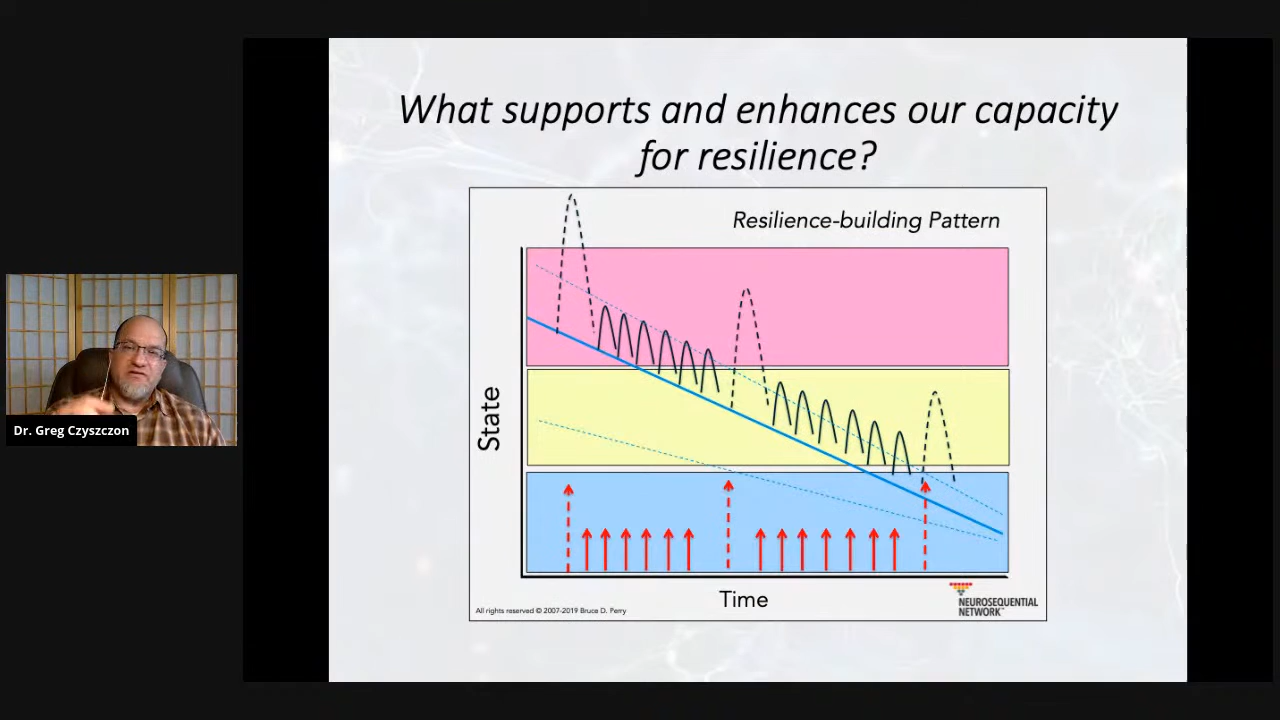 What supports and enhances our capacity
for resilience?
Resilience-building Pattern
State
Dr. Greg Czyszczon
Time
All rights reserved © 2007-2019 Bruce D. Perry
NEUROSEQUENTIAL
NETWORK™